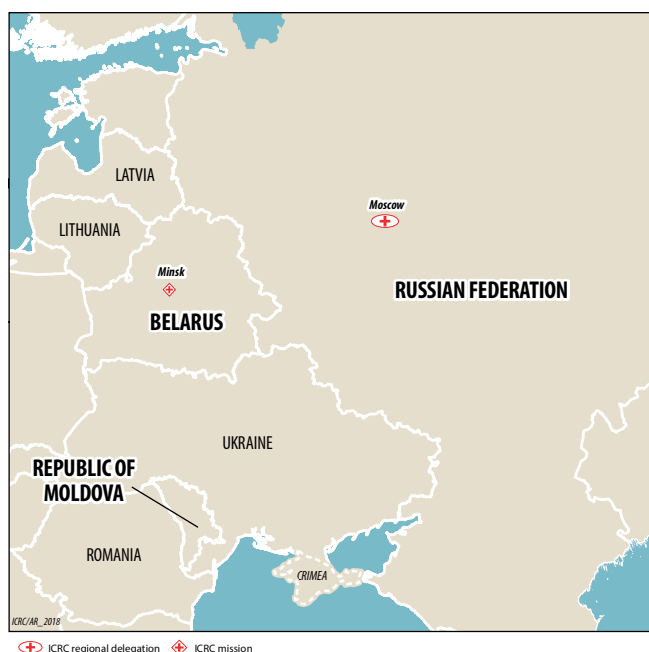 LATVIA
LITHUANIA
Moscow
Minsk
RUSSIAN FEDERATION
BELARUS
UKRAINE
REPUBLIC OF
MOLDOVA
ROMANIA
CRIMEA
ICRC/AR_2018
ICRC regional delegation ICRC mission